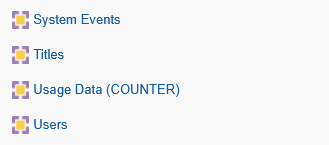 System Events
Titles
Usage Data (COUNTER)
Users